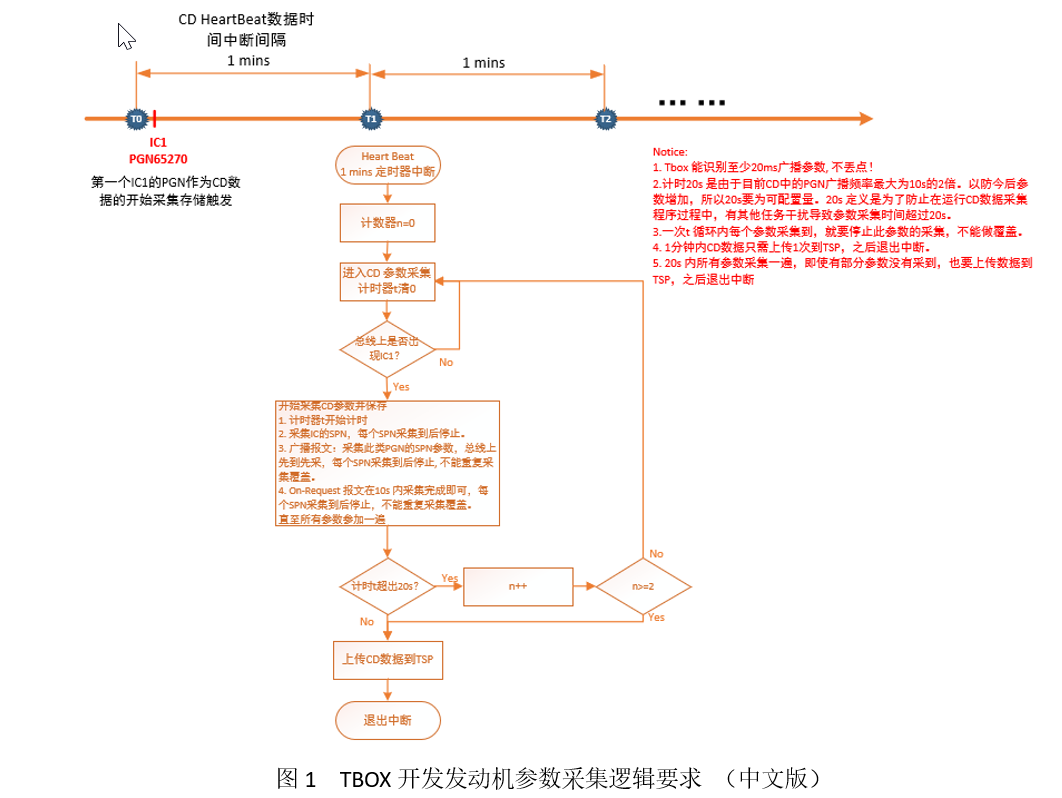 CD HeartBeat数据时
间中断间隔
1 mins
1 mins
T0
T1
T2
IC1
PGN65270
第一个IC1的PGN作为CD数
据的开始采集存储触发
Heart Beat
1 mins 定时器中断
计数器n=0
进入CD 参数采集
计时器t清0
总线上是否出
现IC1?
No
Yes
开始采集CD参数并保存
1. 计时器t开始计时
2. 采集IC的SPN，每个SPN采集到后停止。
3. 广播报文：采集此类PGN的SPN参数，总线上
先到先采，每个SPN采集到后停止, 不能重复采
集覆盖。
4. On-Request 报文在10s 内采集完成即可，每
个SPN采集到后停止，不能重复采集覆盖。
直至所有参数参加一遍
计时t超出20s?
Yes
n++
n>=2
No
Yes
No
上传CD数据到TSP
退出中断
Notice:
1. Tbox 能识别至少20ms广播参数, 不丢点！
2.计时20s 是由于目前CD中的PGN广播频率最大为10s的2倍。以防今后参
数增加，所以20s要为可配置量。20s 定义是为了防止在运行CD数据采集
程序过程中，有其他任务干扰导致参数采集时间超过20s。
3.一次t 循环内每个参数采集到，就要停止此参数的采集，不能做覆盖。
4. 1分钟内CD数据只需上传1次到TSP，之后退出中断。
5. 20s 内所有参数采集一遍，即使有部分参数没有采到，也要上传数据到
TSP，之后退出中断
图 1 TBOX 开发发动机参数采集逻辑要求 （中文版）